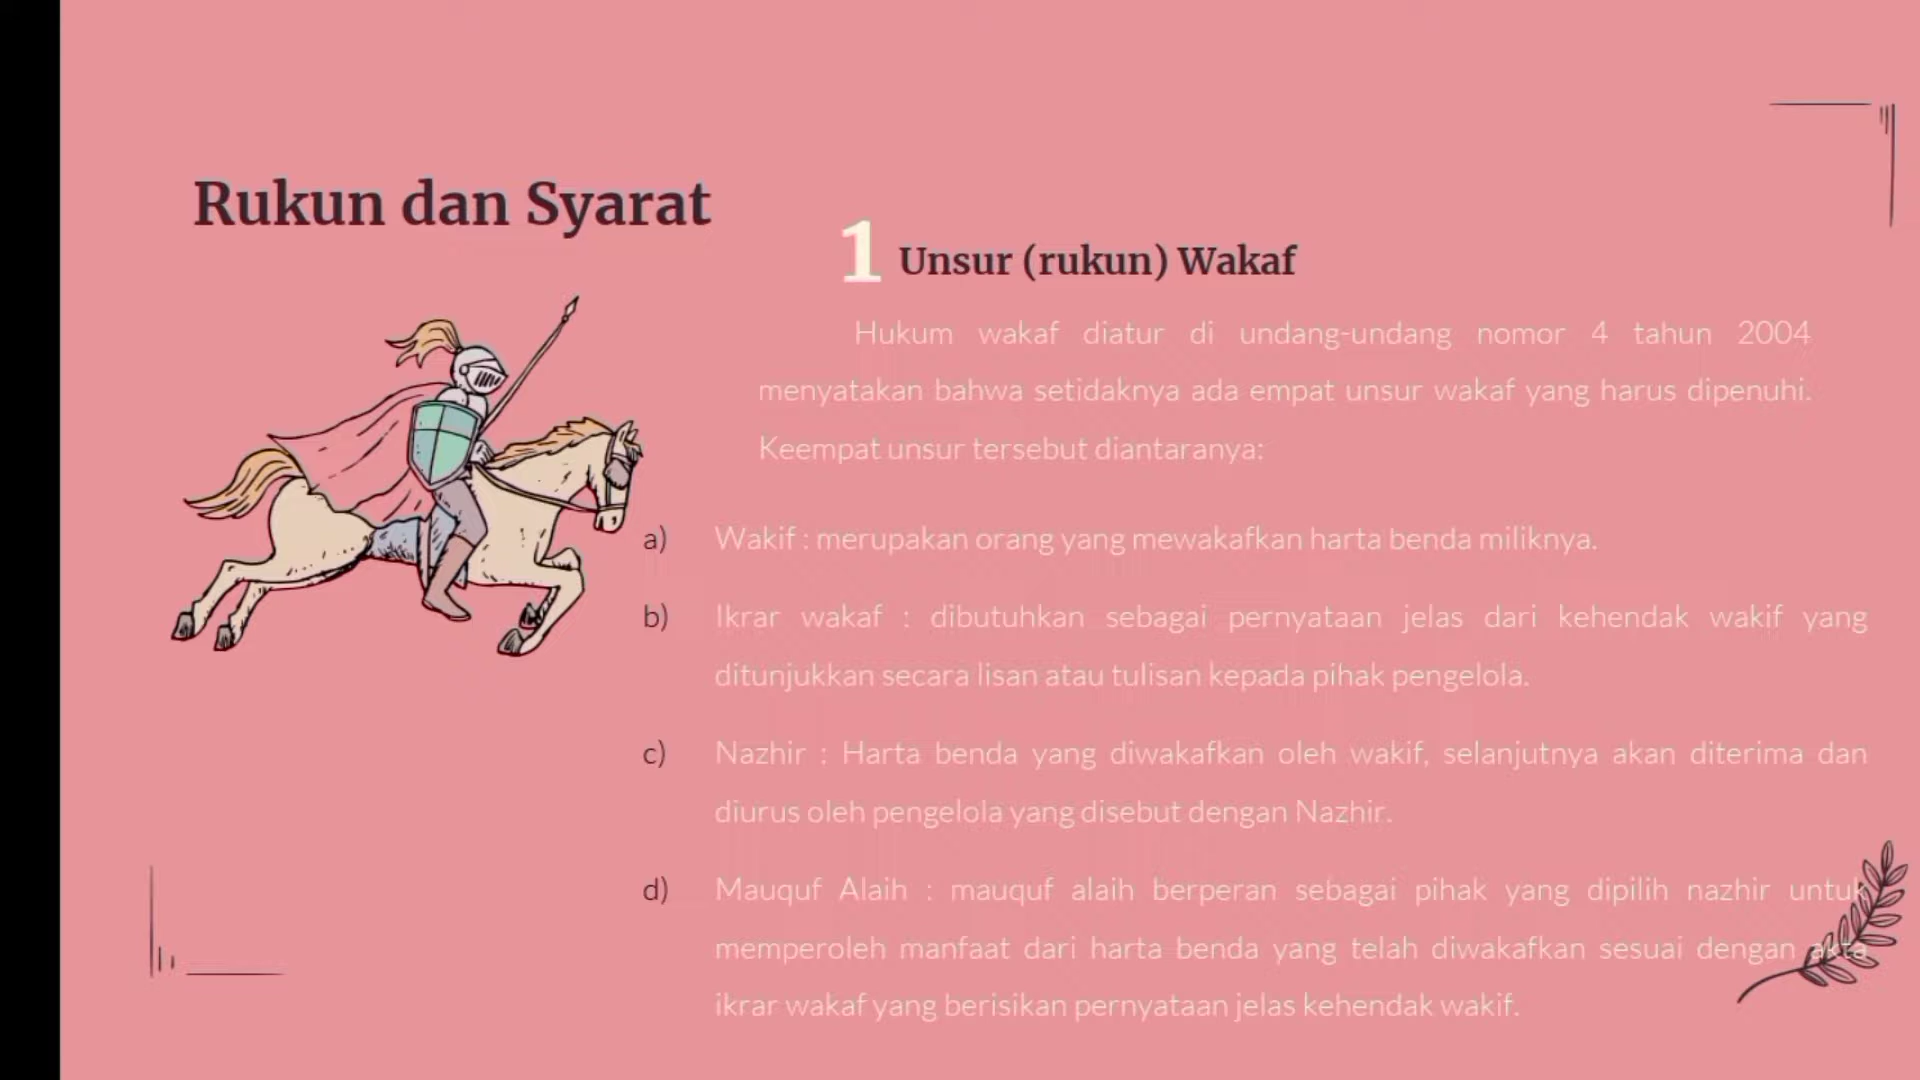 Rukun dan Syarat
1 Unsur (rukun) Wakaf
Hukum wakaf diatur di undang-undang nomor 4 tahun 2004
menyatakan bahwa setidaknya ada empat unsur wakaf yang harus dipenuhi.
Keempat unsur tersebut diantaranya:
a) Wakif : merupakan orang yang mewakafkan harta benda miliknya.
b) Ikrar wakaf : dibutuhkan sebagai pernyataan jelas dari kehendak wakif yang
ditunjukkan secara lisan atau tulisan kepada pihak pengelola.
c) Nazhir : Harta benda yang diwakafkan oleh wakif, selanjutnya akan diterima dan
diurus oleh pengelola yang disebut dengan Nazhir.
d) Mauquf Alaih : mauquf alaih berperan sebagai pihak yang dipilih nazhir untuk
memperoleh manfaat dari harta benda yang telah diwakafkan sesuai dengan akta
ikrar wakaf yang berisikan pernyataan jelas kehendak wakif.